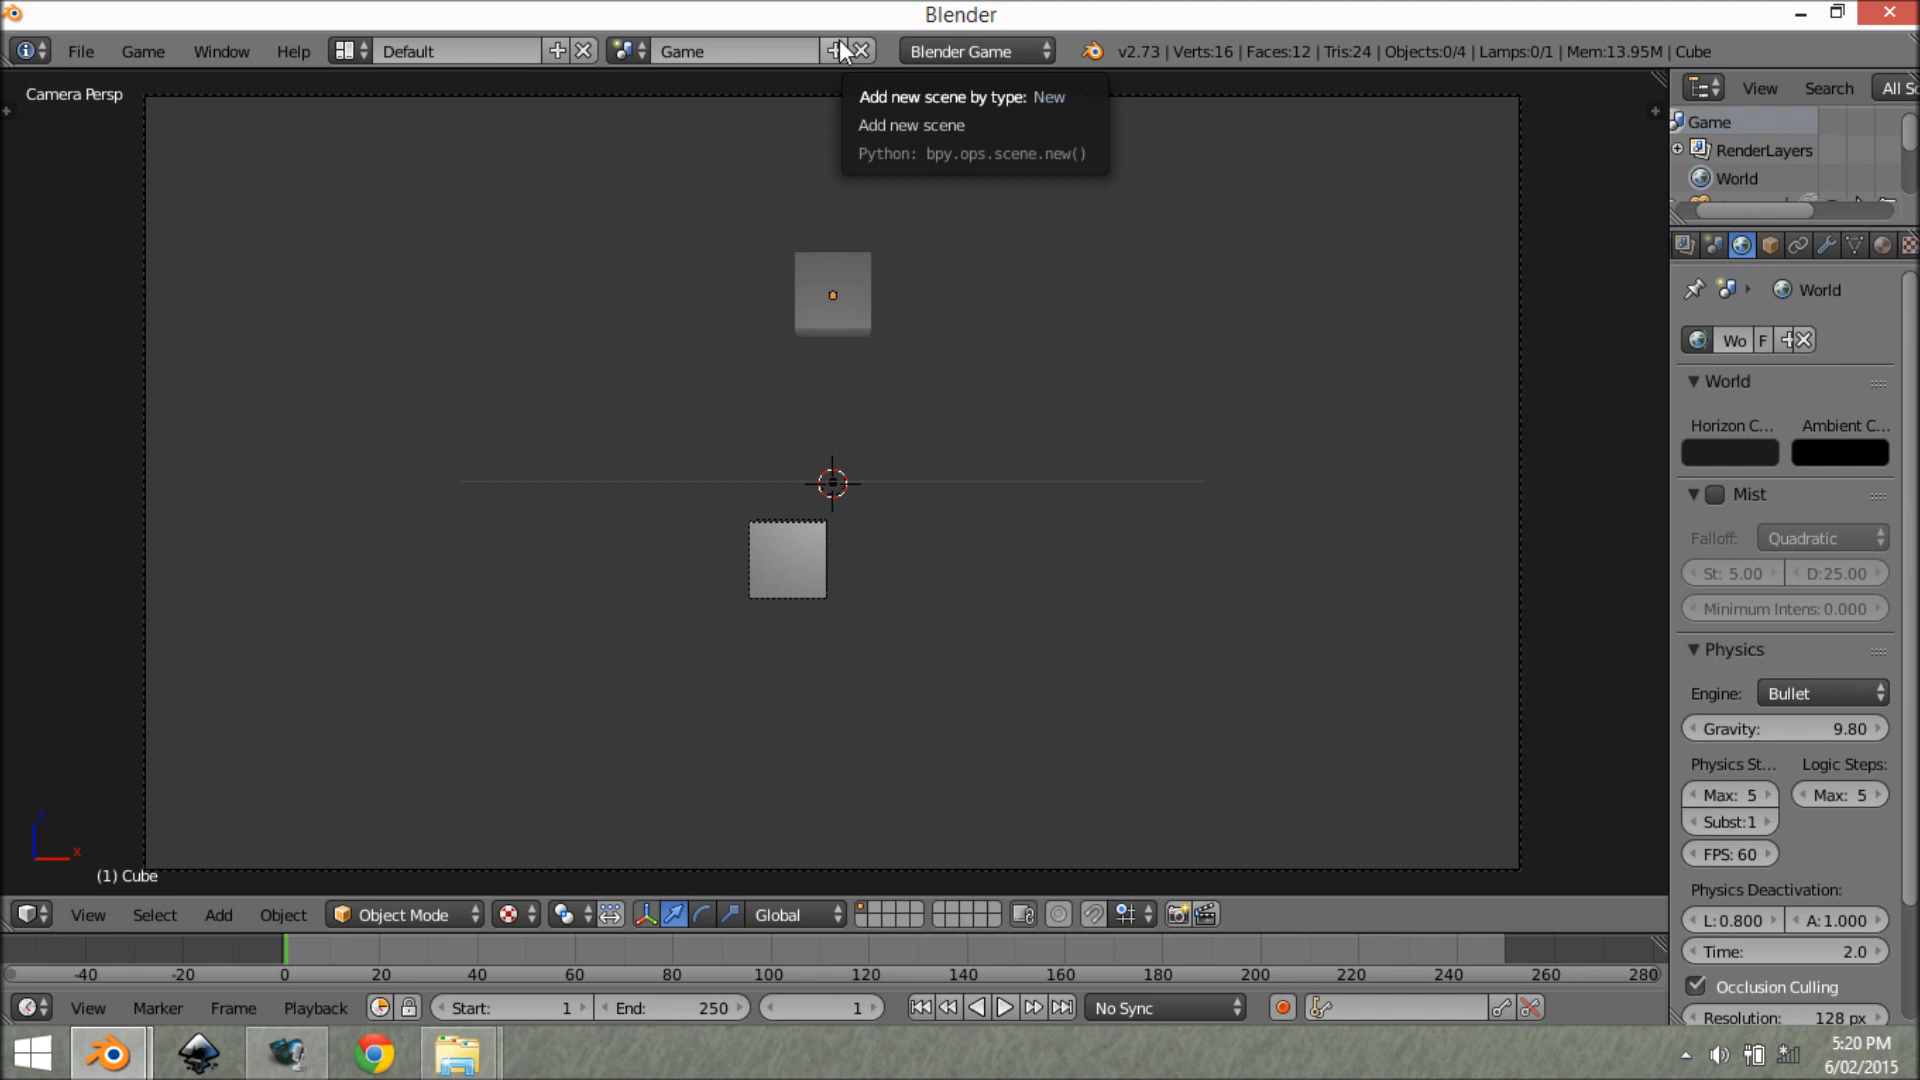 Blender
File Game Window Help Default Game Blender Game v2.73 | Verts:16 | Faces:12 | Tris:24 | Objects:0/4 | Lamps:0/1 | Mem:13.95M | Cube
Camera Persp
Add new scene by type: New
Add new scene
Python: bpy.ops.scene.new()
View Search All Sc
Game
RenderLayers
World
World
Wo F
World
Horizon C... Ambient C...
Mist
Falloff: Quadratic
St: 5.00 D:25.00
Minimum Intens: 0.000
Physics
Engine: Bullet
Gravity: 9.80
Physics St... Logic Steps:
Max: 5 Max: 5
Subst:1
FPS: 60
Physics Deactivation:
L:0.800 A:1.000
Time: 2.0
Occlusion Culling
Resolution: 128 px
z
x
(1) Cube
View Select Add Object Object Mode Global
-40 -20 0 20 40 60 80 100 120 140 160 180 200 220 240 260 280
View Marker Frame Playback Start: 1 End: 250 1 No Sync
5:20 PM
6/02/2015